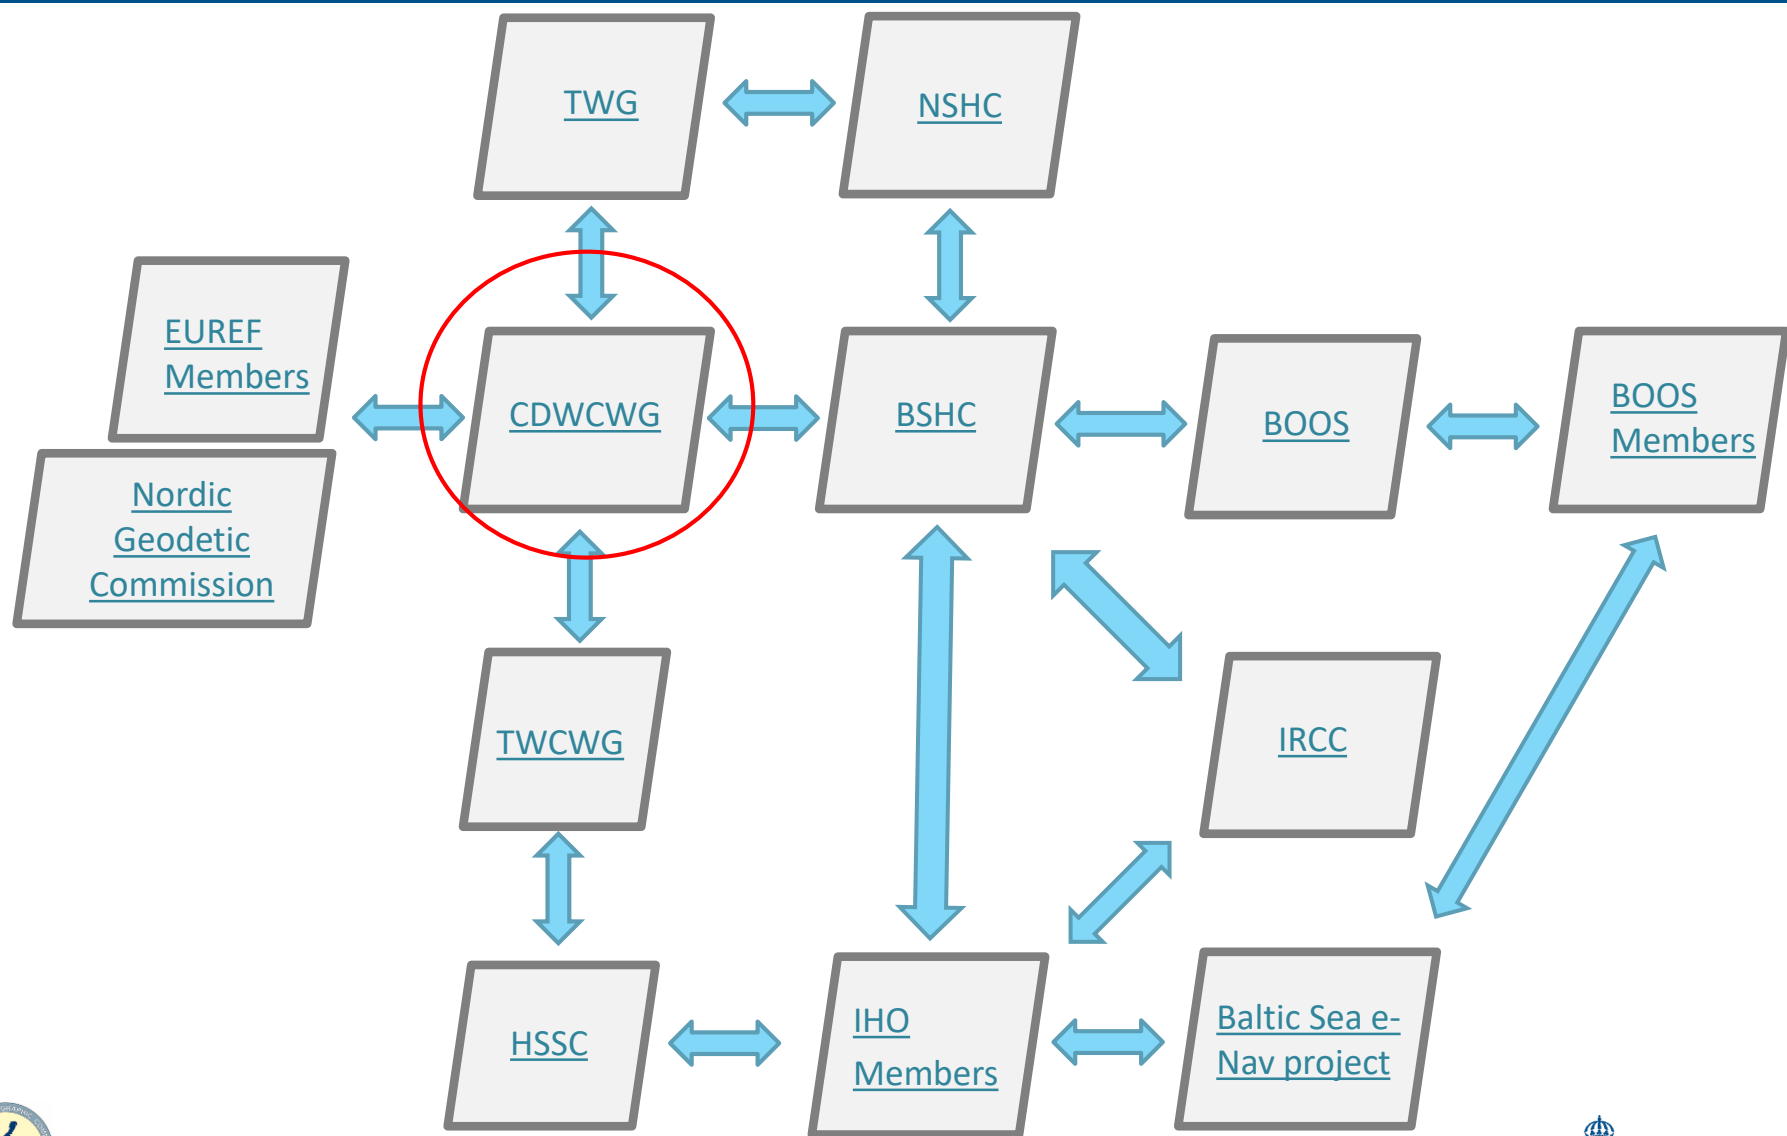 TWG
NSHC
EUREF
Members
CDWCWG
BSHC
BOOS
BOOS
Members
Nordic
Geodetic
Commission
TWCWG
IRCC
HSSC
IHO
Members
Baltic Sea e-
Nav project